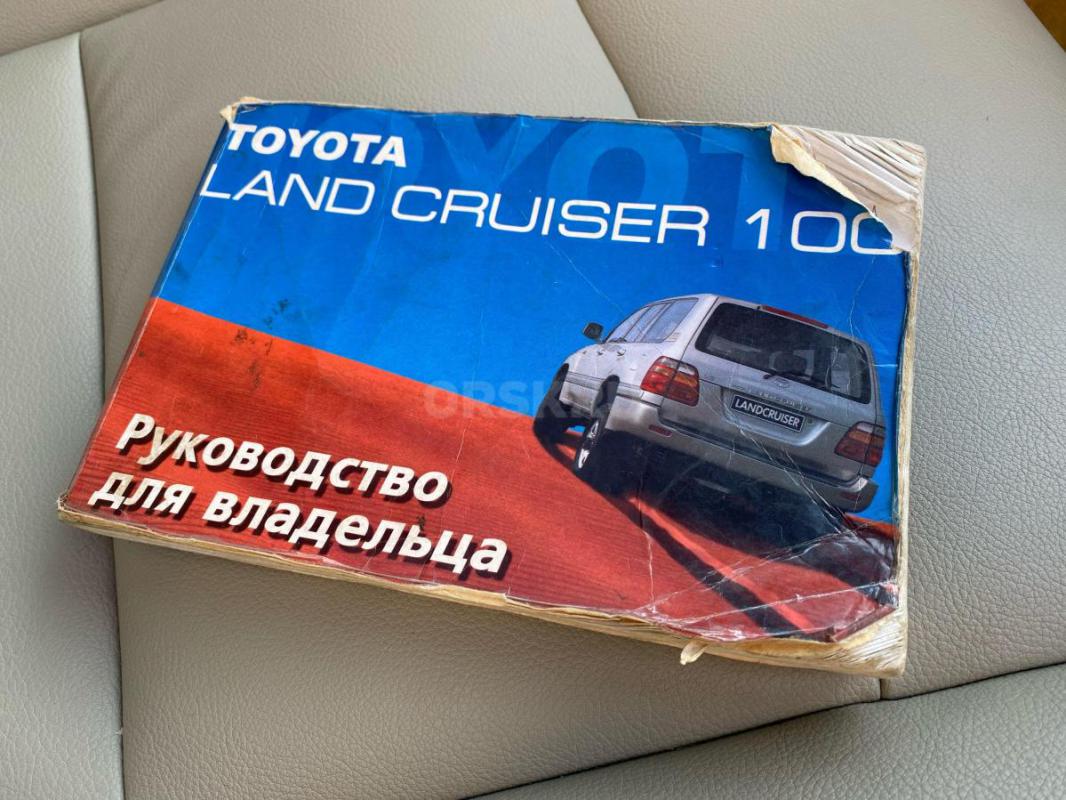 TOYOTA
LAND CRUISER 100
LANDCRUISER
Руководство
для владельца